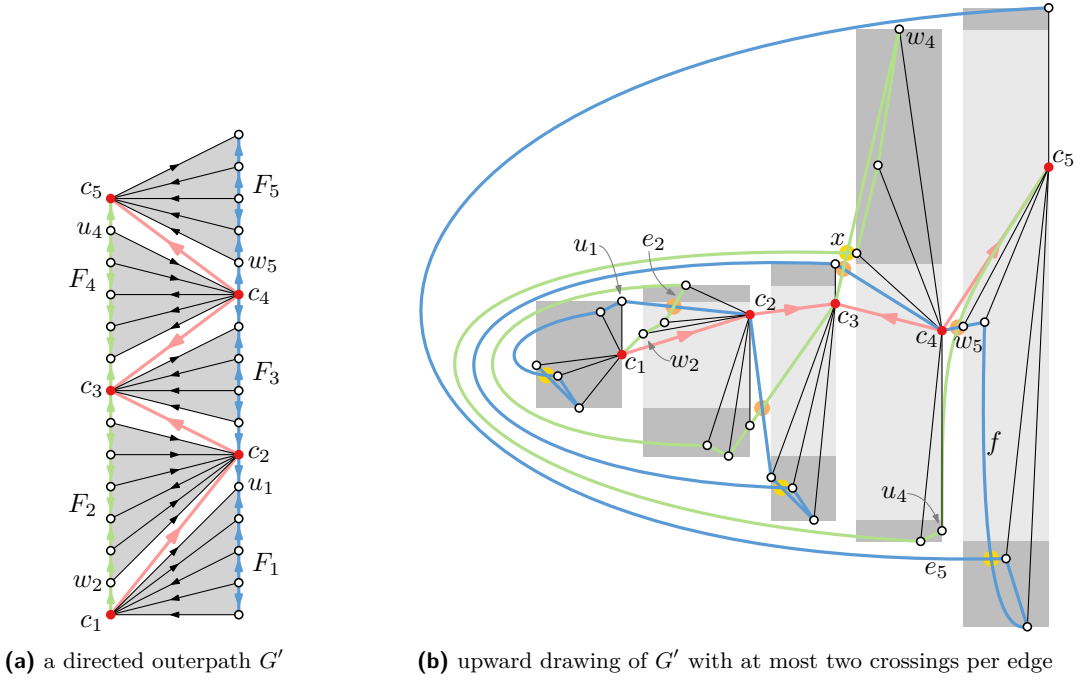 c₅
F₅
u₄
w₅
F₄
c₄
c₃
F₃
c₂
u₁
F₂
w₂
F₁
c₁
(a) a directed outerpath G′
w₄
c₅
x
e₂
u₁
c₂
c₃
c₄
w₅
c₁
w₂
f
u₄
e₅
(b) upward drawing of G′ with at most two crossings per edge